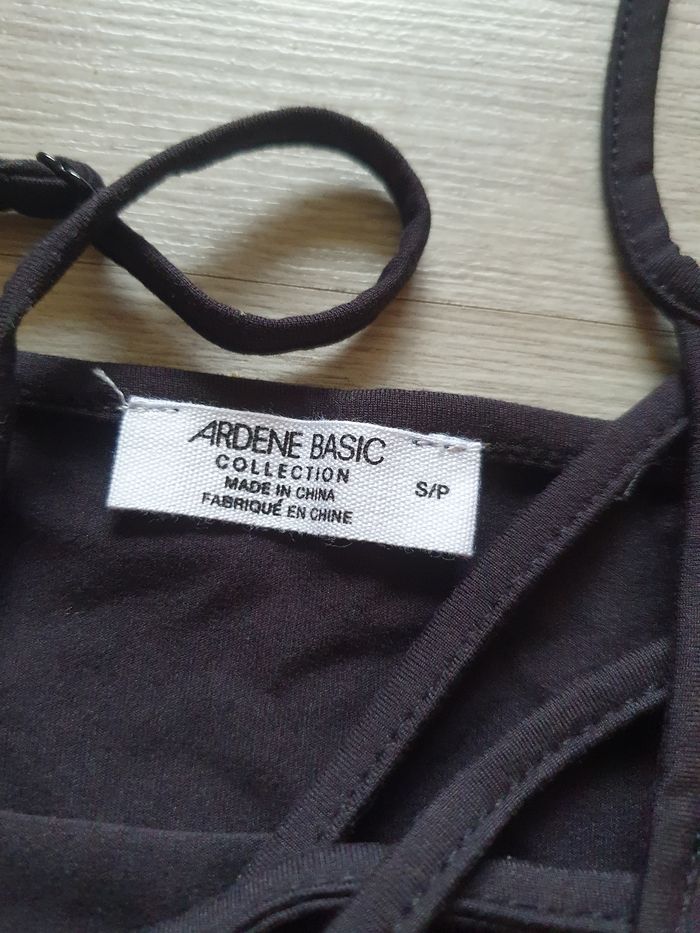 ARDENE BASIC
COLLECTION
MADE IN CHINA
FABRIQUÉ EN CHINE
S/P